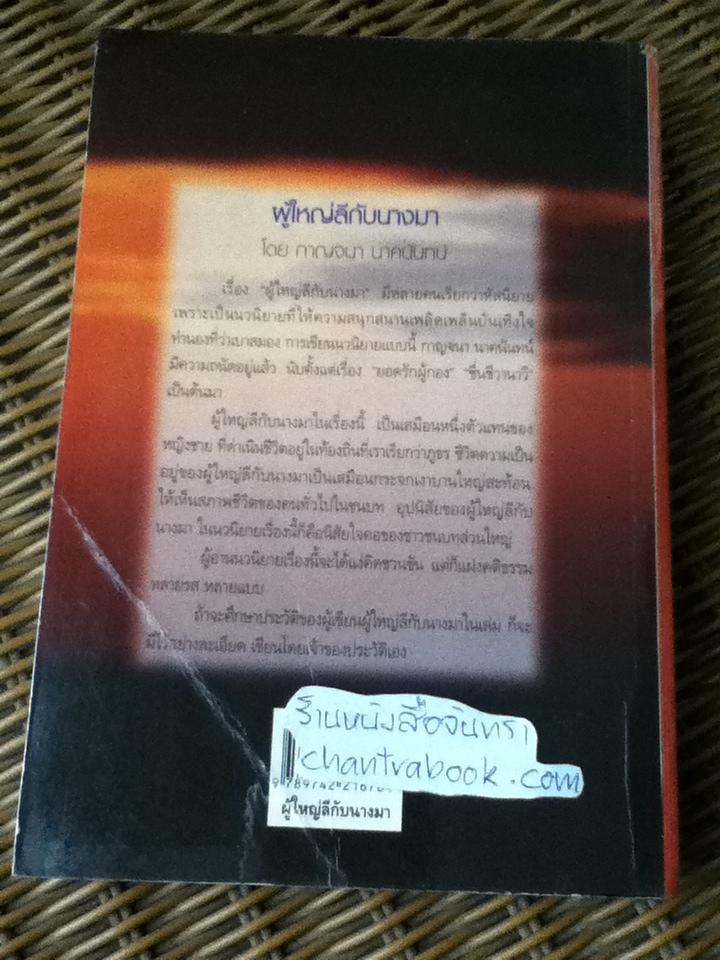 ผู้ใหญ่ลีกับนางมา
โดย กาญจนา นาคนันทน์
เรื่อง "ผู้ใหญ่ลีกับนางมา" มีหลายคนเรียกว่าหัสนิยาย
เพราะเป็นนวนิยายที่ให้ความสนุกสนานเพลิดเพลินบันเทิงใจ
ทำนองที่ว่าเบาสมอง การเขียนนวนิยายแบบนี้ กาญจนา นาคนันทน์
มีความถนัดอยู่แล้ว นับตั้งแต่เรื่อง "ยอดรักผู้กอง" "ชื่นชีวานาวี"
เป็นต้นมา
ผู้ใหญ่ลีกับนางมาในเรื่องนี้ เป็นเสมือนหนึ่งตัวแทนของ
หญิงชาย ที่ดำเนินชีวิตอยู่ในท้องถิ่นที่เราเรียกว่าภูธร ชีวิตความเป็น
อยู่ของผู้ใหญ่ลีกับนางมาเป็นเสมือนกระจกเงาบานใหญ่สะท้อน
ให้เห็นสภาพชีวิตของคนทั่วไปในชนบท อุปนิสัยของผู้ใหญ่ลีกับ
นางมา ในนวนิยายเรื่องนี้ก็คือนิสัยใจคอของชาวชนบทส่วนใหญ่
ผู้อ่านนวนิยายเรื่องนี้จะได้แง่คิดชวนขัน แต่ก็แฝงคติธรรม
หลายรส หลายแบบ
ถ้าจะศึกษาประวัติของผู้เขียนผู้ใหญ่ลีกับนางมาในเล่ม ก็จะ
มีไว้อย่างละเอียด เขียนโดยเจ้าของประวัติเอง
ร้านหนังสือจันทรา
chantrabook.com
ผู้ใหญ่ลีกับนางมา